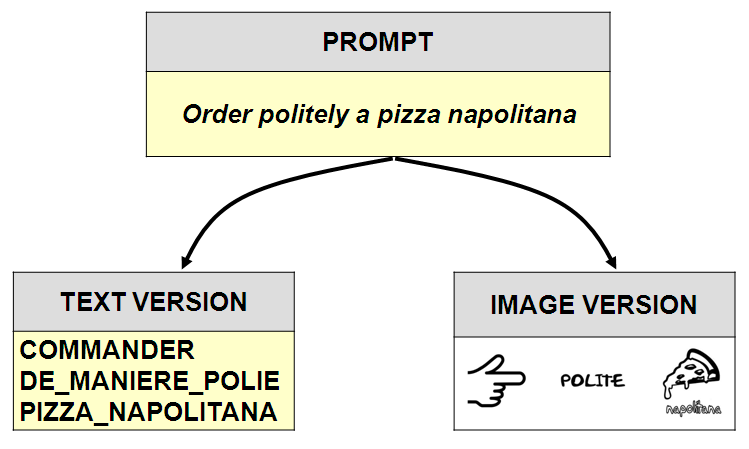 PROMPT
Order politely a pizza napolitana
TEXT VERSION
COMMANDER
DE_MANIERE_POLIE
PIZZA_NAPOLITANA
IMAGE VERSION
POLITE
napolitana